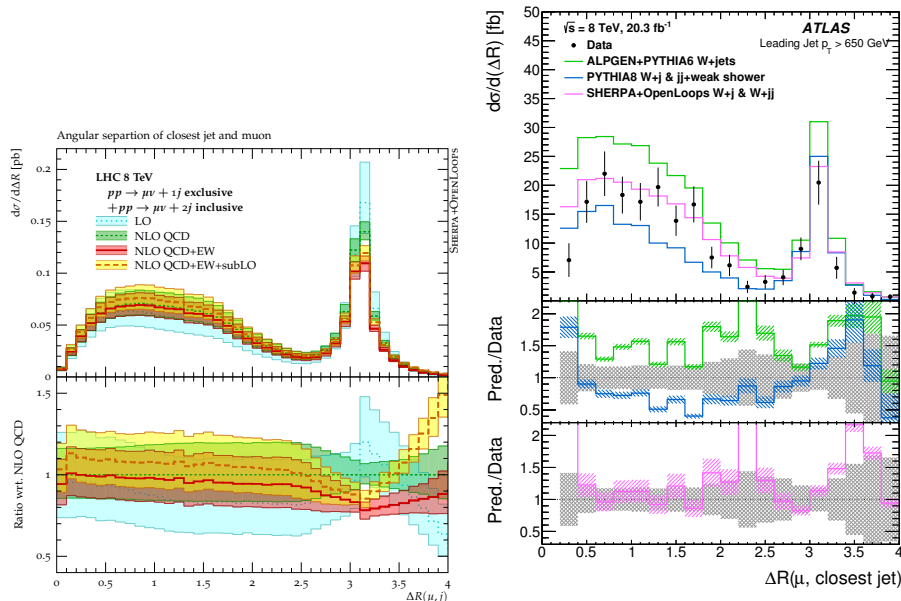 Angular separtion of closest jet and muon
dσ/dΔR [pb]
0.2
0.15
0.1
0.05
LHC 8 TeV
pp → μν + 1j exclusive
+pp → μν + 2j inclusive
LO
NLO QCD
NLO QCD+EW
NLO QCD+EW+subLO
SHERPA+OPENLOOPS
Ratio wrt. NLO QCD
1.5
1
0.5
0 0.5 1 1.5 2 2.5 3 3.5 4
ΔR(μ, j)
dσ/d(ΔR) [fb]
50
45
40
35
30
25
20
15
10
5
√s = 8 TeV, 20.3 fb⁻¹
ATLAS
Leading Jet p_T > 650 GeV
Data
ALPGEN+PYTHIA6 W+jets
PYTHIA8 W+j & jj+weak shower
SHERPA+OpenLoops W+j & W+jj
Pred./Data
2
1.5
1
0.5
Pred./Data
2
1.5
1
0.5
0 0.5 1 1.5 2 2.5 3 3.5 4
ΔR(μ, closest jet)